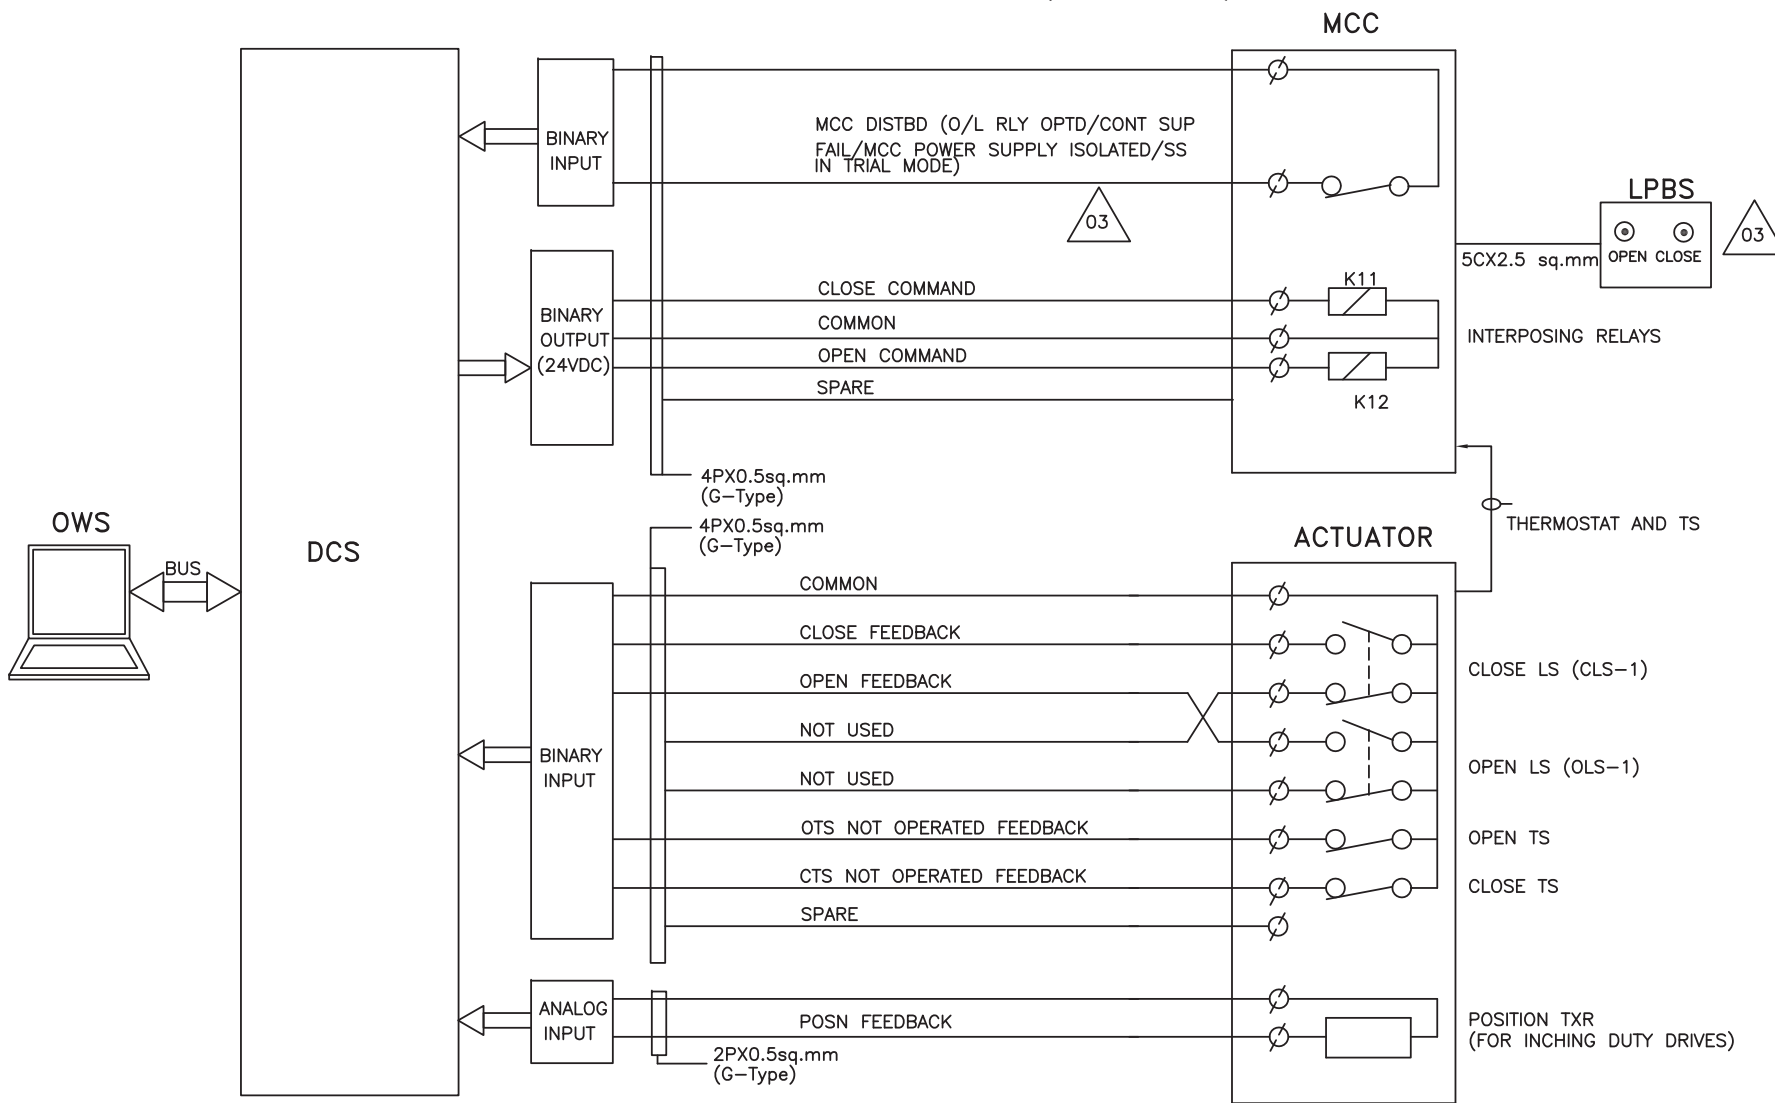 MCC
MCC DISTBD (O/L RLY OPTD/CONT SUP
FAIL/MCC POWER SUPPLY ISOLATED/SS
IN TRIAL MODE)
BINARY
INPUT
03
LPBS
OPEN CLOSE
03
5CX2.5 sq.mm
BINARY
OUTPUT
(24VDC)
CLOSE COMMAND
COMMON
OPEN COMMAND
SPARE
K11
K12
INTERPOSING RELAYS
4PX0.5sq.mm
(G-Type)
4PX0.5sq.mm
(G-Type)
THERMOSTAT AND TS
OWS
BUS
DCS
ACTUATOR
BINARY
INPUT
COMMON
CLOSE FEEDBACK
OPEN FEEDBACK
NOT USED
NOT USED
OTS NOT OPERATED FEEDBACK
CTS NOT OPERATED FEEDBACK
SPARE
CLOSE LS (CLS-1)
OPEN LS (OLS-1)
OPEN TS
CLOSE TS
ANALOG
INPUT
POSN FEEDBACK
2PX0.5sq.mm
(G-Type)
POSITION TXR
(FOR INCHING DUTY DRIVES)